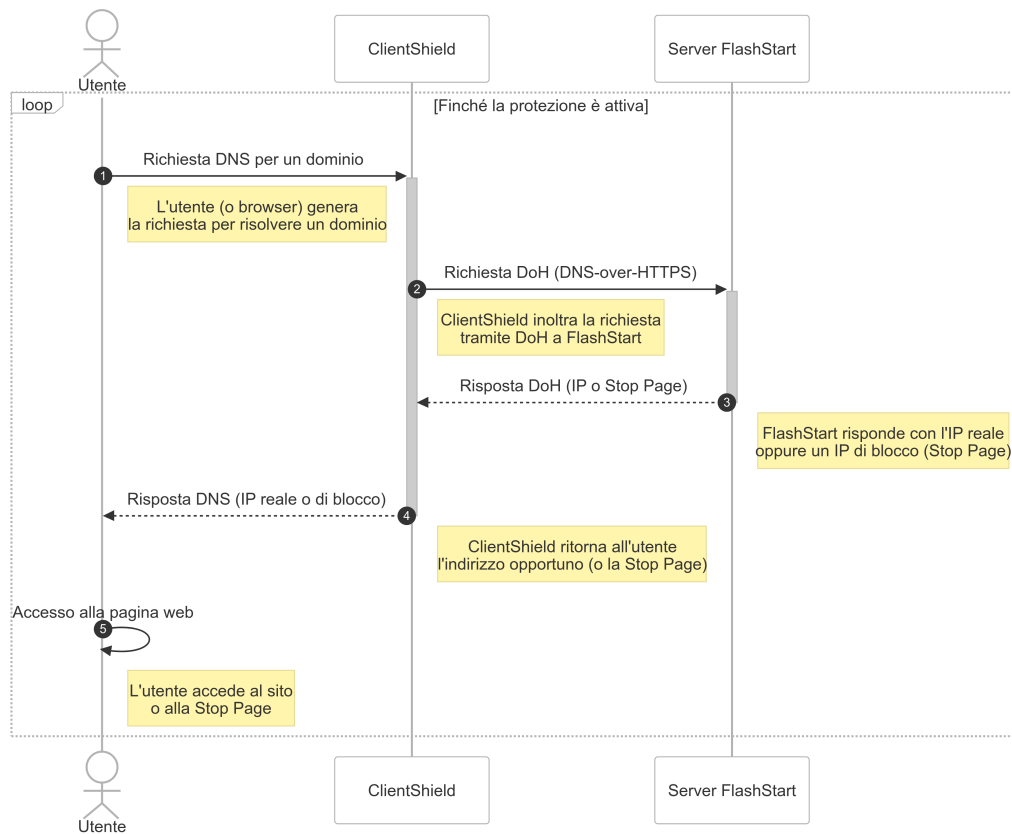 ClientShield
Server FlashStart
Utente
loop
[Finché la protezione è attiva]
Richiesta DNS per un dominio
1
L'utente (o browser) genera
la richiesta per risolvere un dominio
Richiesta DoH (DNS-over-HTTPS)
2
ClientShield inoltra la richiesta
tramite DoH a FlashStart
Risposta DoH (IP o Stop Page)
3
FlashStart risponde con l'IP reale
oppure un IP di blocco (Stop Page)
Risposta DNS (IP reale o di blocco)
4
ClientShield ritorna all'utente
l'indirizzo opportuno (o la Stop Page)
Accesso alla pagina web
5
L'utente accede al sito
o alla Stop Page
ClientShield
Server FlashStart
Utente